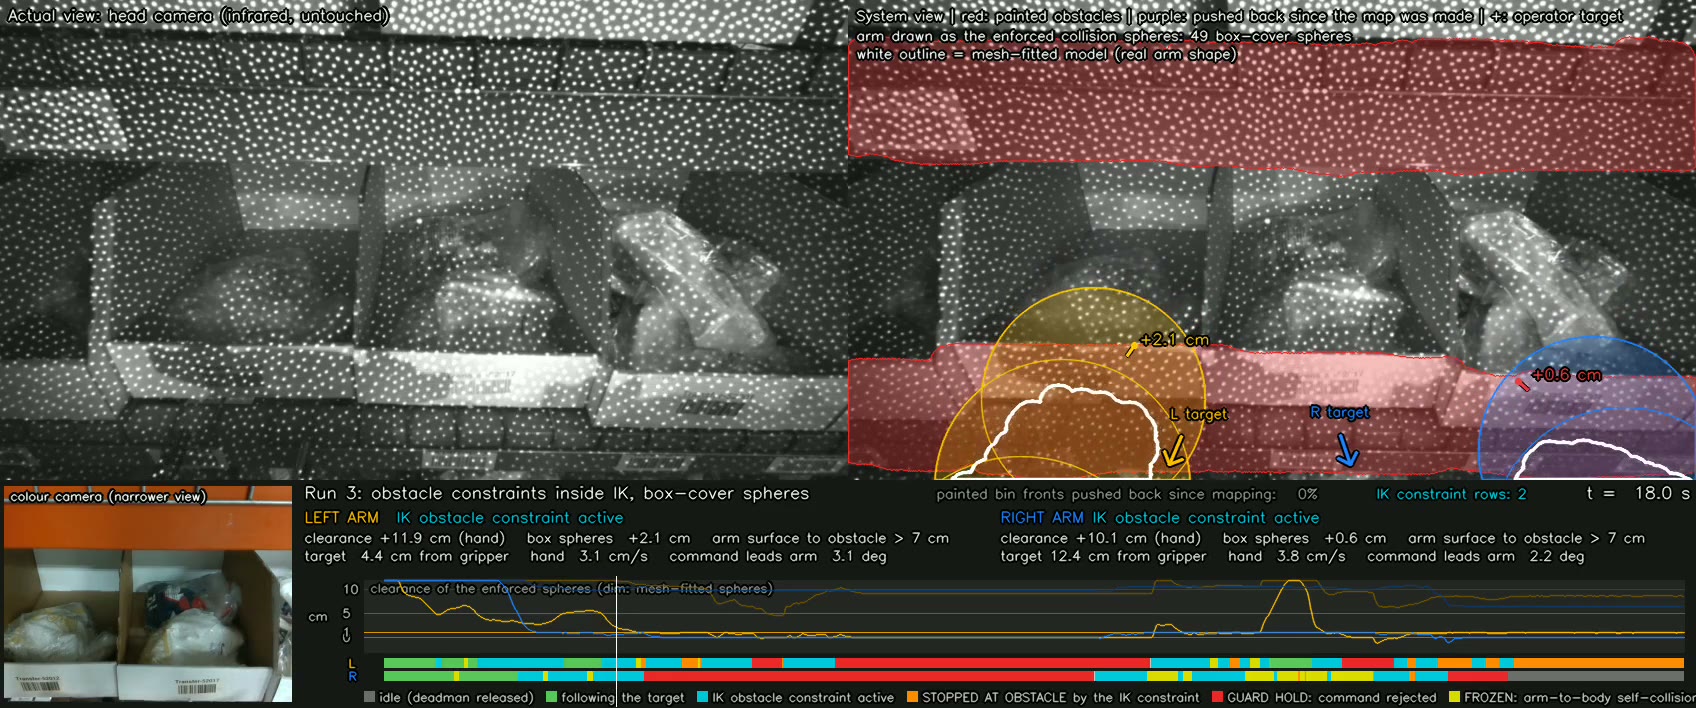 Actual view: head camera (infrared, untouched)
System view | red: painted obstacles | purple: pushed back since the map was made | +: operator target
arm drawn as the enforced collision spheres: 49 box-cover spheres
white outline = mesh-fitted model (real arm shape)
+2.1 cm
+0.6 cm
L target
R target
colour camera (narrower view)
Transfer-52012
Transfer-52017
Run 3: obstacle constraints inside IK, box-cover spheres
painted bin fronts pushed back since mapping: 0%
IK constraint rows: 2
t = 18.0 s
LEFT ARM IK obstacle constraint active
clearance +11.9 cm (hand) box spheres +2.1 cm arm surface to obstacle > 7 cm
target 4.4 cm from gripper hand 3.1 cm/s command leads arm 3.1 deg
RIGHT ARM IK obstacle constraint active
clearance +10.1 cm (hand) box spheres +0.6 cm arm surface to obstacle > 7 cm
target 12.4 cm from gripper hand 3.8 cm/s command leads arm 2.2 deg
clearance of the enforced spheres (dim: mesh-fitted spheres)
10
cm
5
1
0
L
R
idle (deadman released)
following the target
IK obstacle constraint active
STOPPED AT OBSTACLE by the IK constraint
GUARD HOLD: command rejected
FROZEN: arm-to-body self-collision